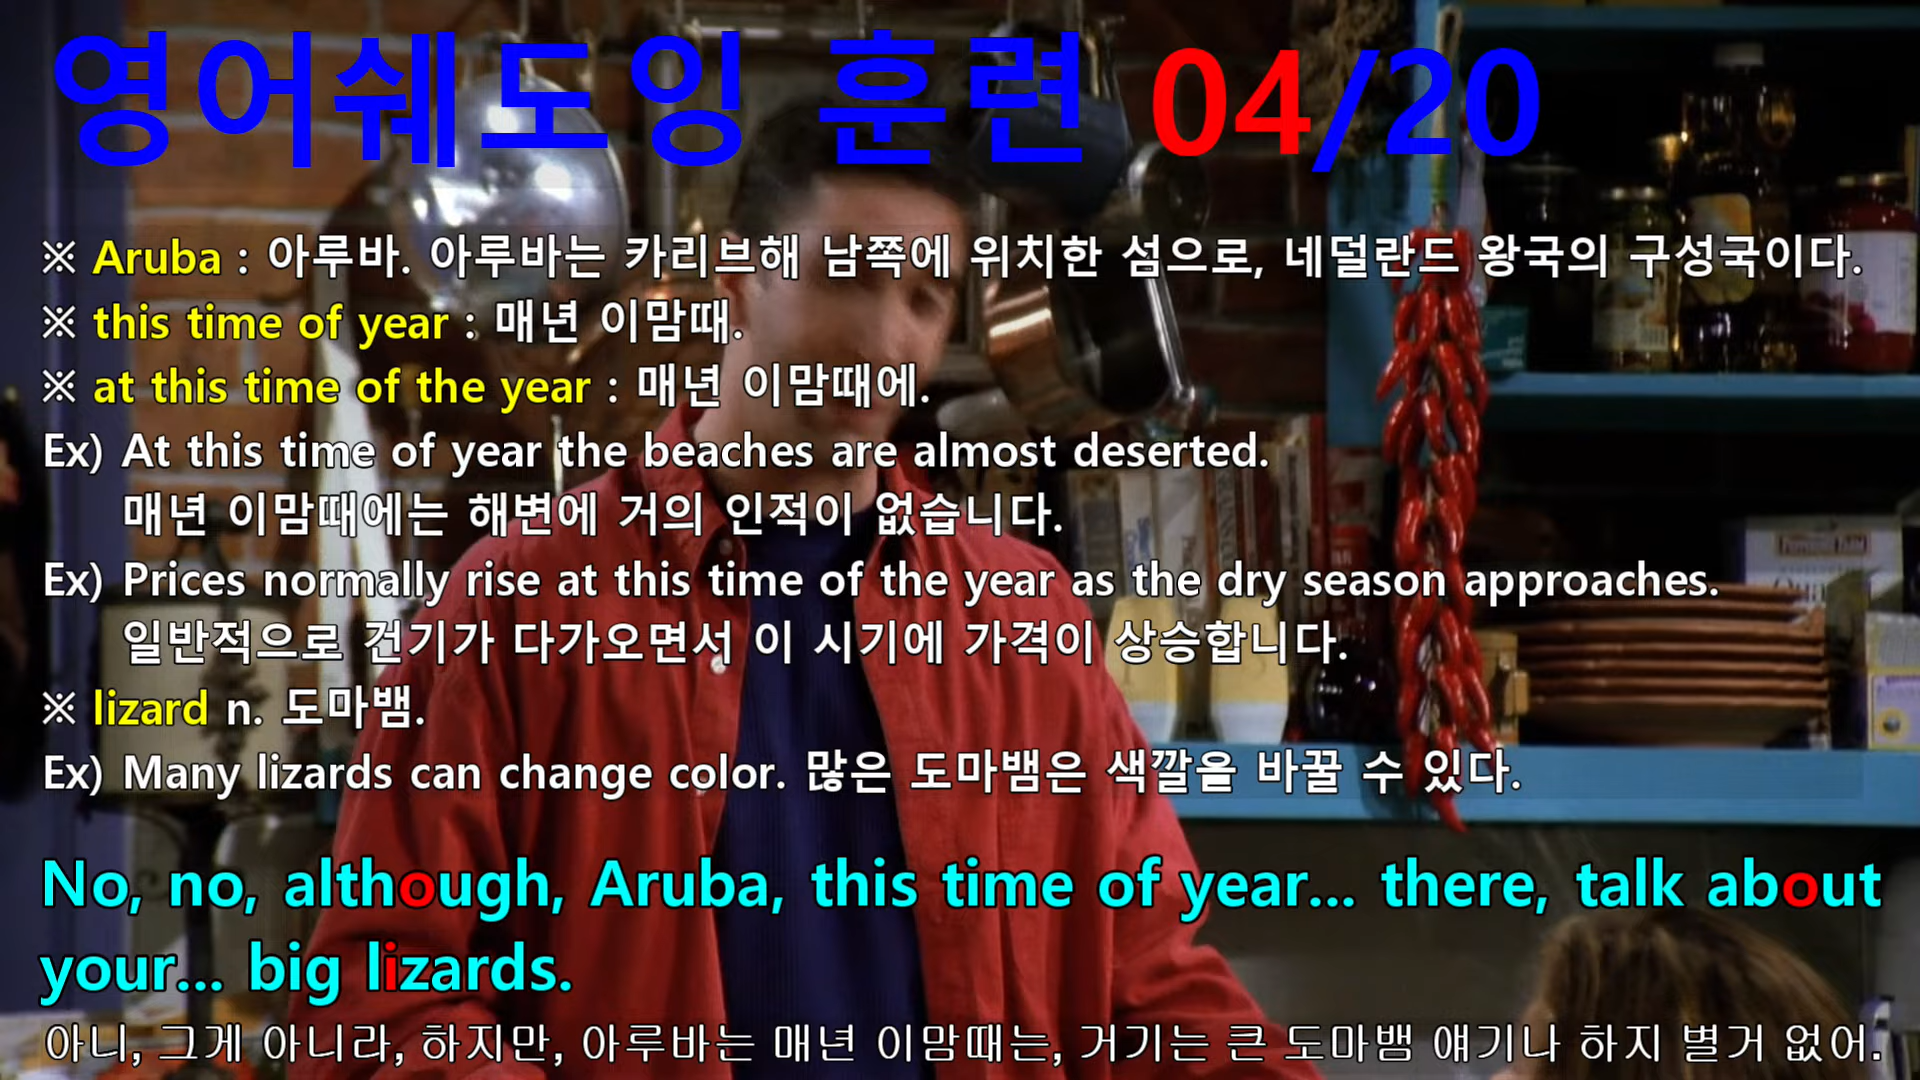 영어쉐도잉 훈련 04/20
※ Aruba : 아루바. 아루바는 카리브해 남쪽에 위치한 섬으로, 네덜란드 왕국의 구성국이다.
※ this time of year : 매년 이맘때.
※ at this time of the year : 매년 이맘때에.
Ex) At this time of year the beaches are almost deserted.
매년 이맘때에는 해변에 거의 인적이 없습니다.
Ex) Prices normally rise at this time of the year as the dry season approaches.
일반적으로 건기가 다가오면서 이 시기에 가격이 상승합니다.
※ lizard n. 도마뱀.
Ex) Many lizards can change color. 많은 도마뱀은 색깔을 바꿀 수 있다.
No, no, although, Aruba, this time of year... there, talk about
your... big lizards.
아니, 그게 아니라, 하지만, 아루바는 매년 이맘때는, 거기는 큰 도마뱀 얘기나 하지 별거 없어.